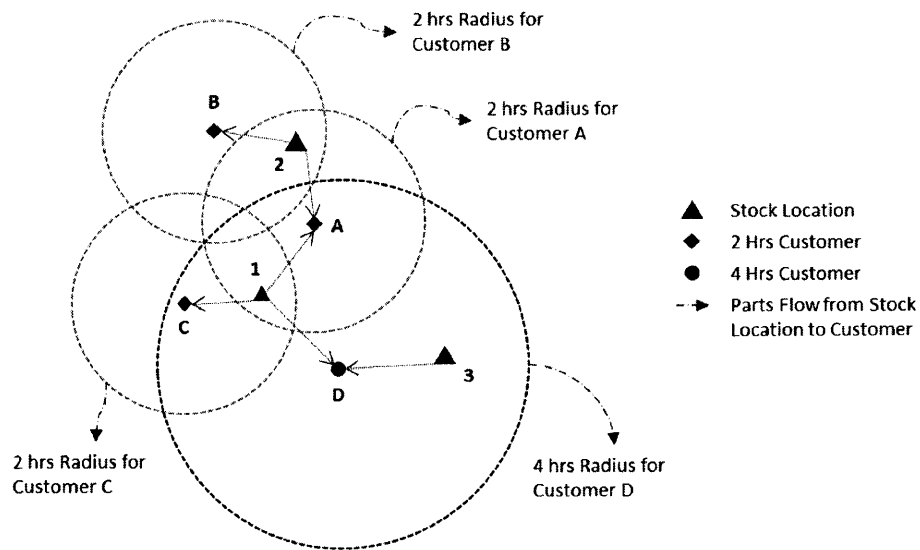 2 hrs Radius for
Customer B
2 hrs Radius for
Customer A
B
2
A
1
C
D
3
Stock Location
2 Hrs Customer
4 Hrs Customer
Parts Flow from Stock
Location to Customer
2 hrs Radius for
Customer C
4 hrs Radius for
Customer D